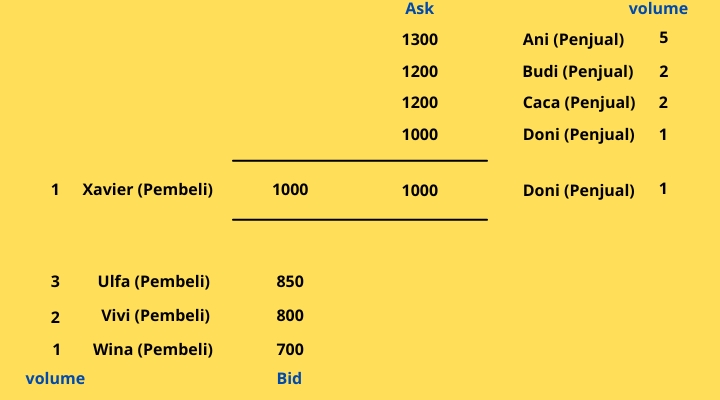 Ask volume
1300 Ani (Penjual) 5
1200 Budi (Penjual) 2
1200 Caca (Penjual) 2
1000 Doni (Penjual) 1
1 Xavier (Pembeli) 1000 1000 Doni (Penjual) 1
3 Ulfa (Pembeli) 850
2 Vivi (Pembeli) 800
1 Wina (Pembeli) 700
volume Bid